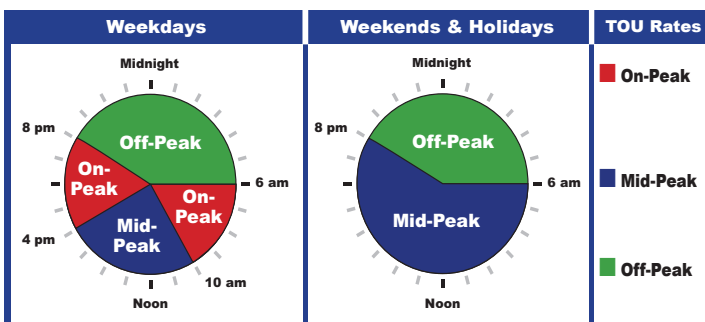 Weekdays
Midnight
8 pm
Off-Peak
On-
Peak
6 am
On-
Peak
Mid-
Peak
4 pm
10 am
Noon
Weekends & Holidays
Midnight
8 pm
Off-Peak
6 am
Mid-Peak
Noon
TOU Rates
On-Peak
Mid-Peak
Off-Peak